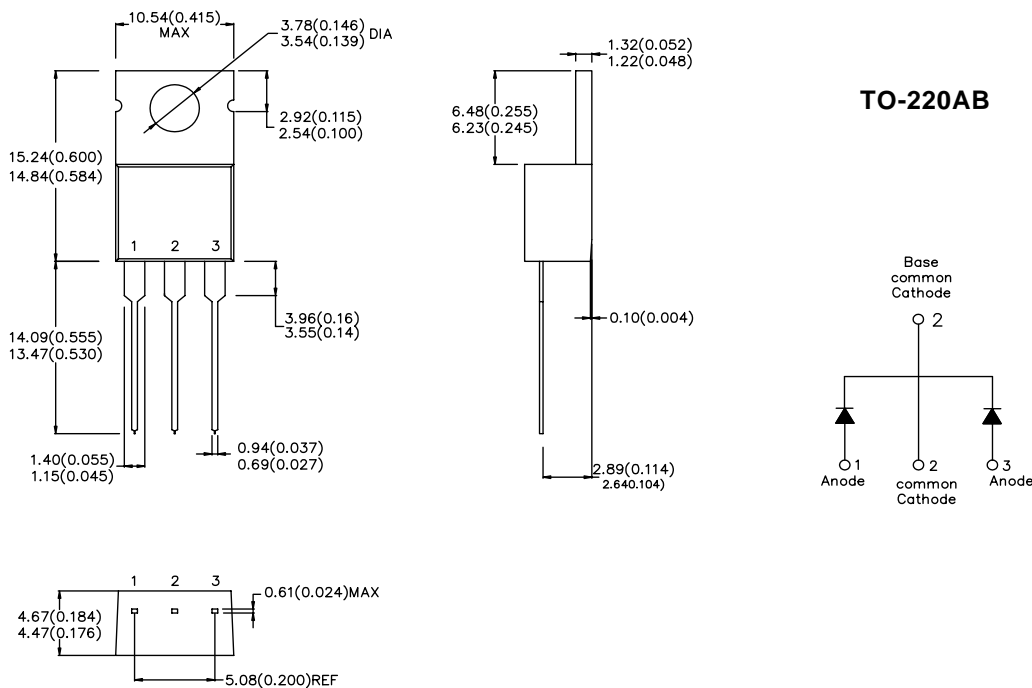 10.54(0.415)
MAX
3.78(0.146)
3.54(0.139) DIA
2.92(0.115)
2.54(0.100)
15.24(0.600)
14.84(0.584)
1 2 3
3.96(0.16)
3.55(0.14)
14.09(0.555)
13.47(0.530)
1.40(0.055)
1.15(0.045)
0.94(0.037)
0.69(0.027)
1.32(0.052)
1.22(0.048)
6.48(0.255)
6.23(0.245)
0.10(0.004)
2.89(0.114)
2.640.104)
TO-220AB
Base
common
Cathode
2
1
Anode
2
common
Cathode
3
Anode
1 2 3
0.61(0.024)MAX
4.67(0.184)
4.47(0.176)
5.08(0.200)REF